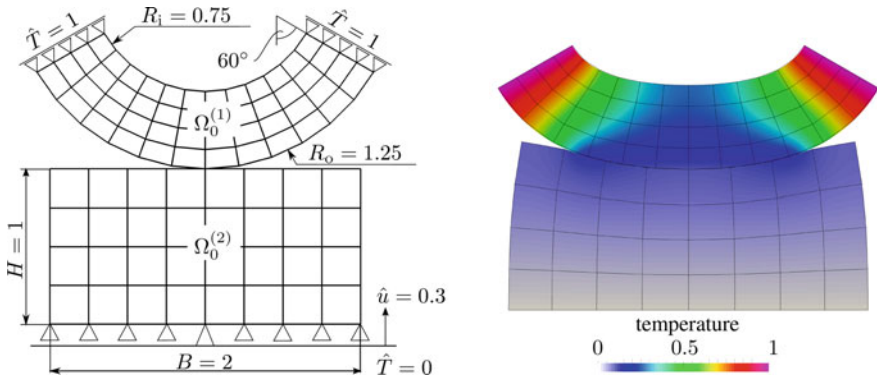 T̂ = 1
R_i = 0.75
T̂ = 1
60°
Ω_0^(1)
R_o = 1.25
H = 1
Ω_0^(2)
û = 0.3
B = 2
T̂ = 0
temperature
0 0.5 1